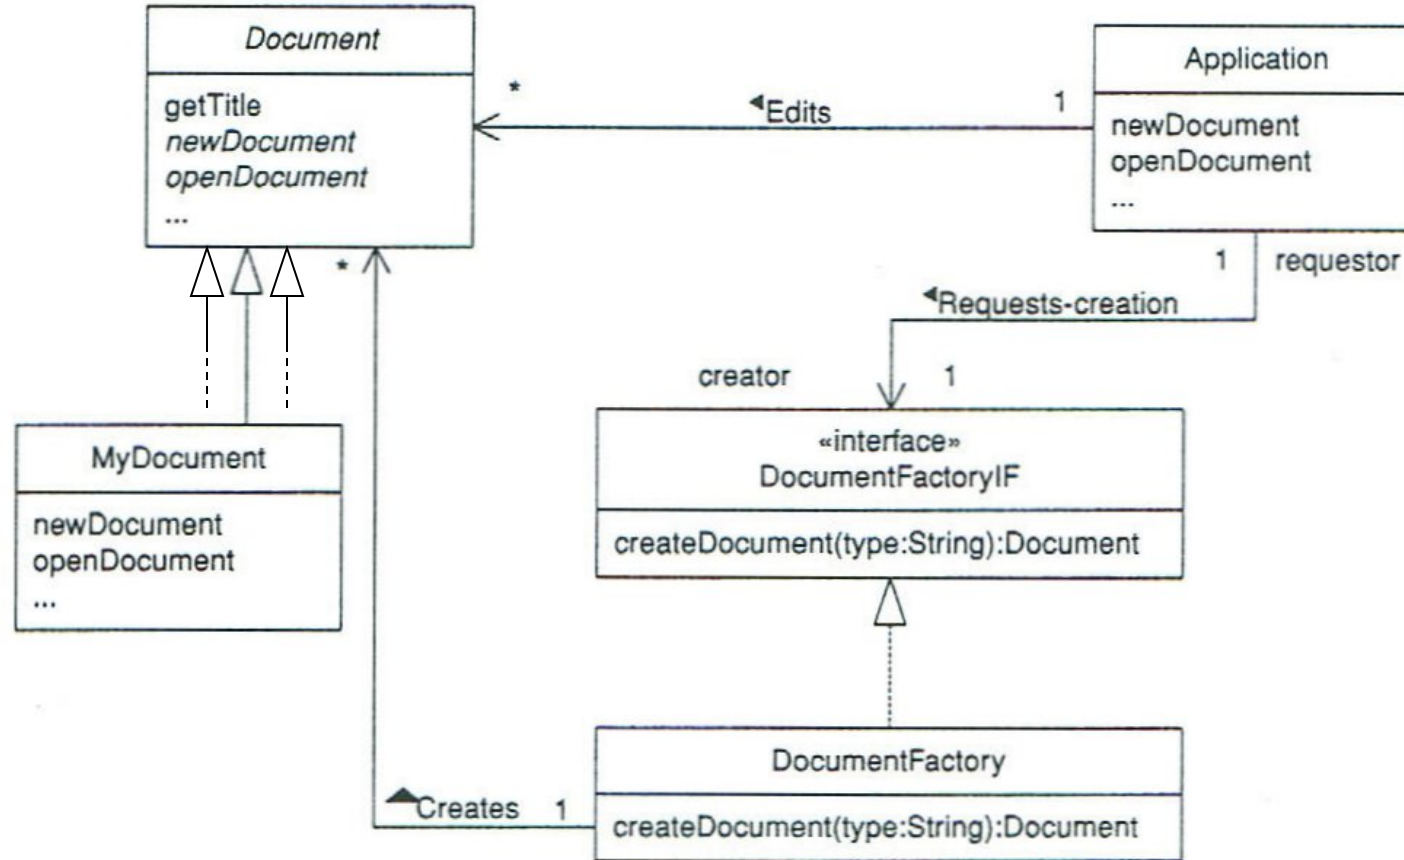 Document
getTitle
newDocument
openDocument
...
*
◀Edits
1
Application
newDocument
openDocument
...
*
1
requestor
◀Requests-creation
creator
1
MyDocument
newDocument
openDocument
...
«interface»
DocumentFactoryIF
createDocument(type:String):Document
DocumentFactory
createDocument(type:String):Document
▲Creates
1